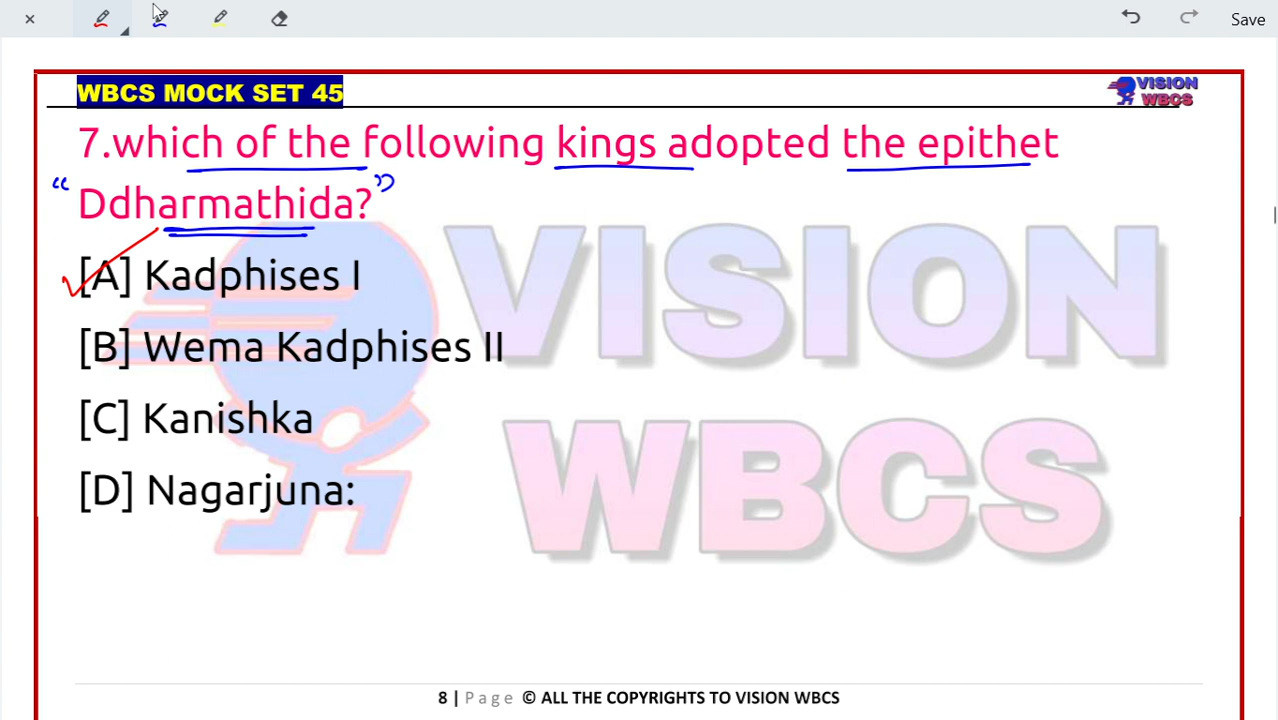 Save
WBCS MOCK SET 45
VISION
WBCS
7.which of the following kings adopted the epithet
“Ddharmathida?”
[A] Kadphises I
[B] Wema Kadphises II
[C] Kanishka
[D] Nagarjuna:
VISION
WBCS
8 | Page © ALL THE COPYRIGHTS TO VISION WBCS